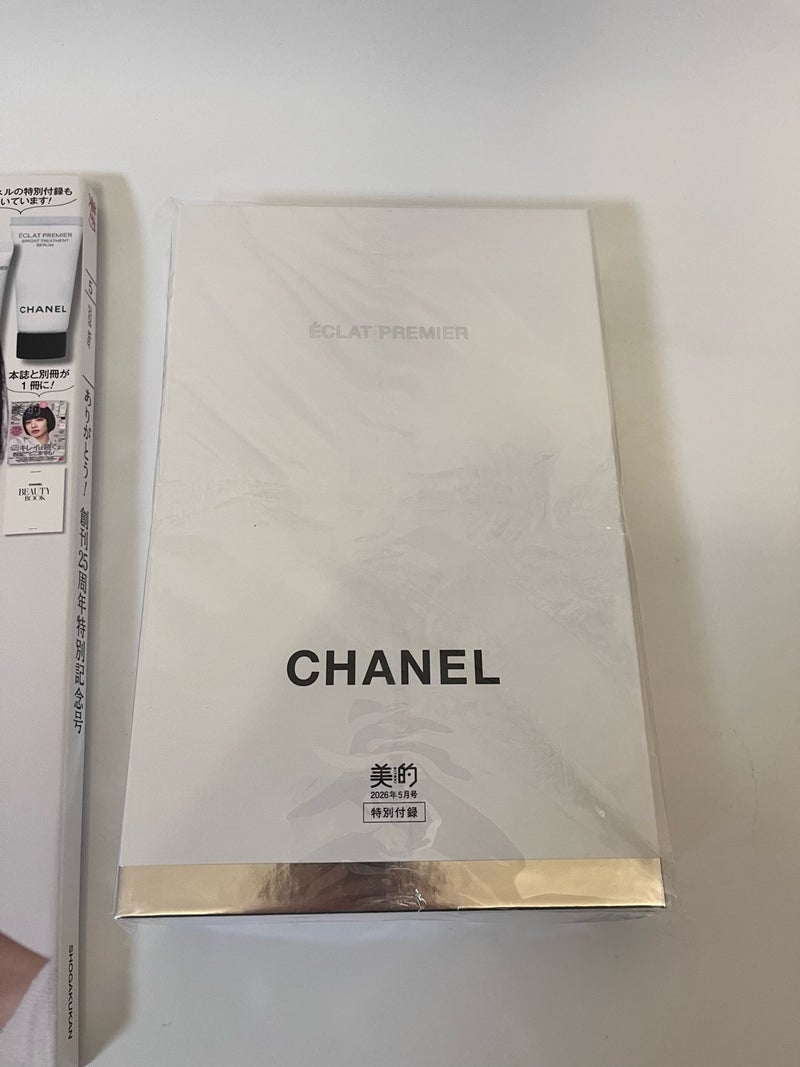 ルの特別付録も
いています!
ÉCLAT PREMIER
BRIGHT TREATMENT
SERUM
CHANEL
本誌と別冊が
1冊に!
美的
BEAUTY
BOOK
ありがとう!創刊25周年特別記念号
SHOGAKUKAN
ÉCLAT PREMIER
CHANEL
美的
2026年5月号
特別付録